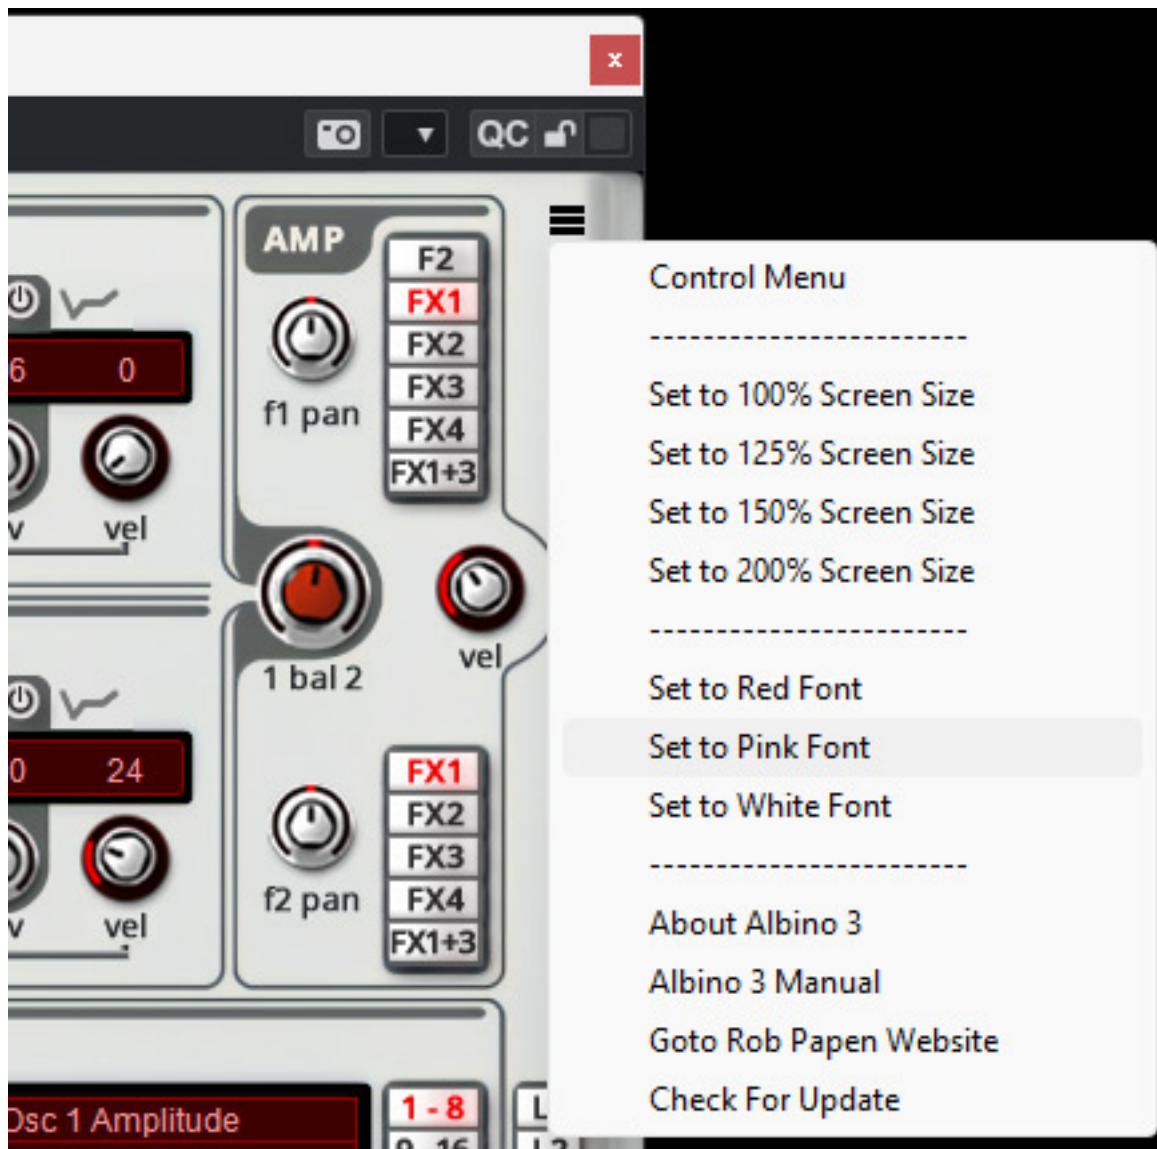 x
QC
AMP
F2
FX1
FX2
FX3
FX4
FX1+3
f1 pan
6 0
v vel
1 bal 2
vel
0 24
v vel
FX1
FX2
FX3
FX4
FX1+3
f2 pan
Osc 1 Amplitude
1 - 8
9 - 16
L
L2
Control Menu
------------------------
Set to 100% Screen Size
Set to 125% Screen Size
Set to 150% Screen Size
Set to 200% Screen Size
------------------------
Set to Red Font
Set to Pink Font
Set to White Font
------------------------
About Albino 3
Albino 3 Manual
Goto Rob Papen Website
Check For Update